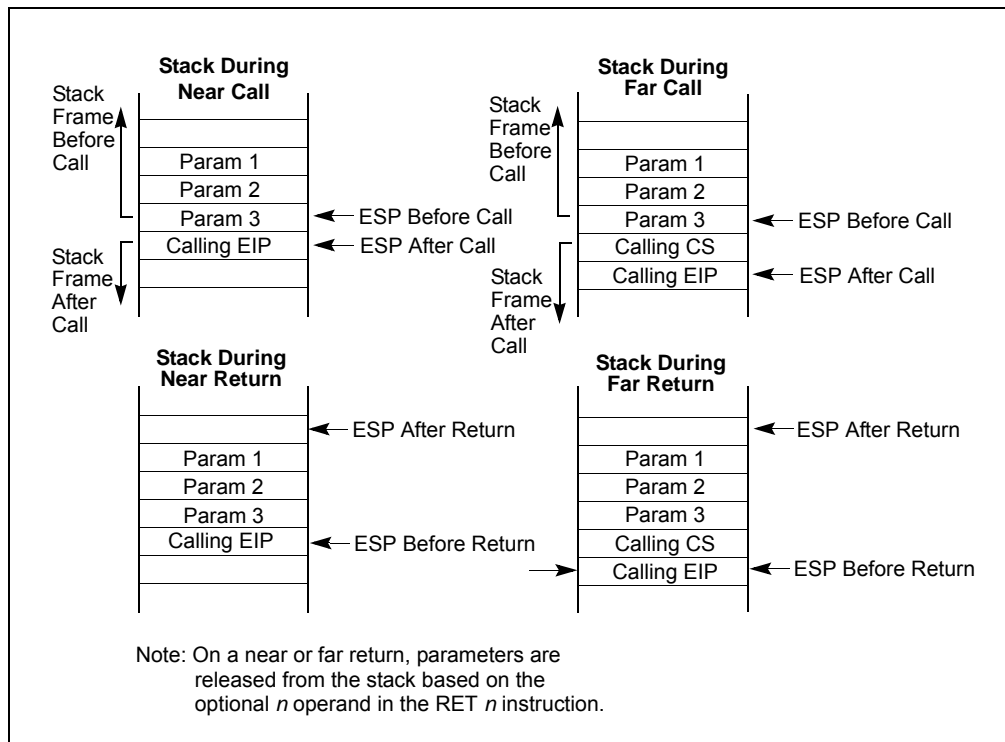 Stack During
Near Call
Stack
Frame
Before
Call
Param 1
Param 2
Param 3
Calling EIP
ESP Before Call
ESP After Call
Stack
Frame
After
Call
Stack During
Far Call
Stack
Frame
Before
Call
Param 1
Param 2
Param 3
Calling CS
Calling EIP
ESP Before Call
ESP After Call
Stack
Frame
After
Call
Stack During
Near Return
ESP After Return
Param 1
Param 2
Param 3
Calling EIP
ESP Before Return
Stack During
Far Return
ESP After Return
Param 1
Param 2
Param 3
Calling CS
Calling EIP
ESP Before Return
Note: On a near or far return, parameters are
released from the stack based on the
optional n operand in the RET n instruction.